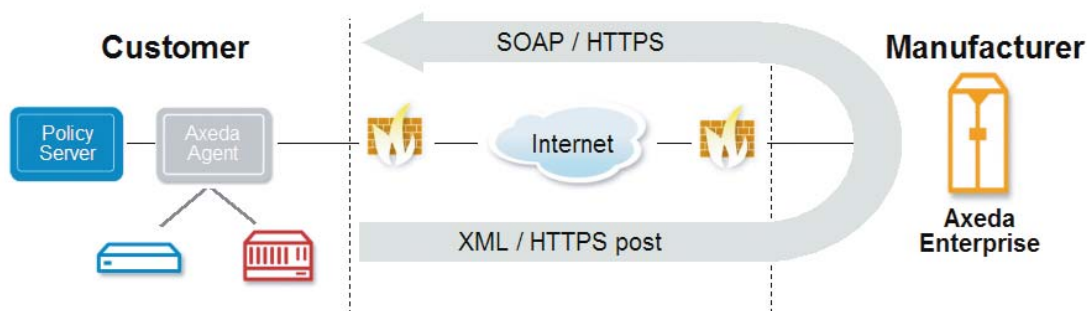 Customer
SOAP / HTTPS
Manufacturer
Policy
Server
Axeda
Agent
Internet
XML / HTTPS post
Axeda
Enterprise